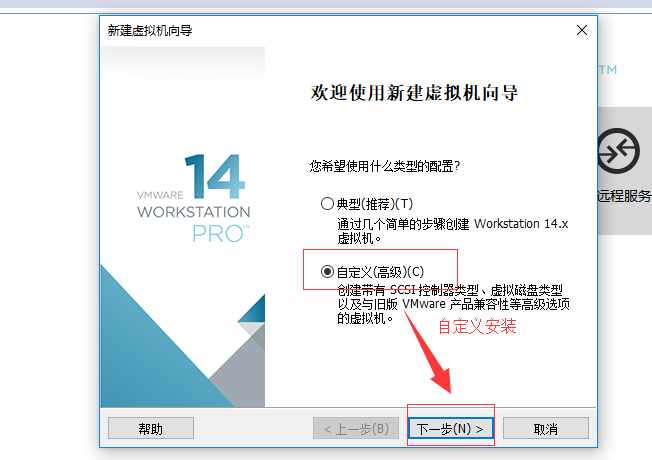 新建虚拟机向导
TM
欢迎使用新建虚拟机向导
您希望使用什么类型的配置?
14
VMWARE
WORKSTATION
PRO™
典型(推荐)(T)
通过几个简单的步骤创建 Workstation 14.x
虚拟机。
远程服务
自定义(高级)(C)
创建带有 SCSI 控制器类型、虚拟磁盘类型
以及与旧版 VMware 产品兼容性等高级选项
的虚拟机。
自定义安装
帮助
< 上一步(B)
下一步(N) >
取消